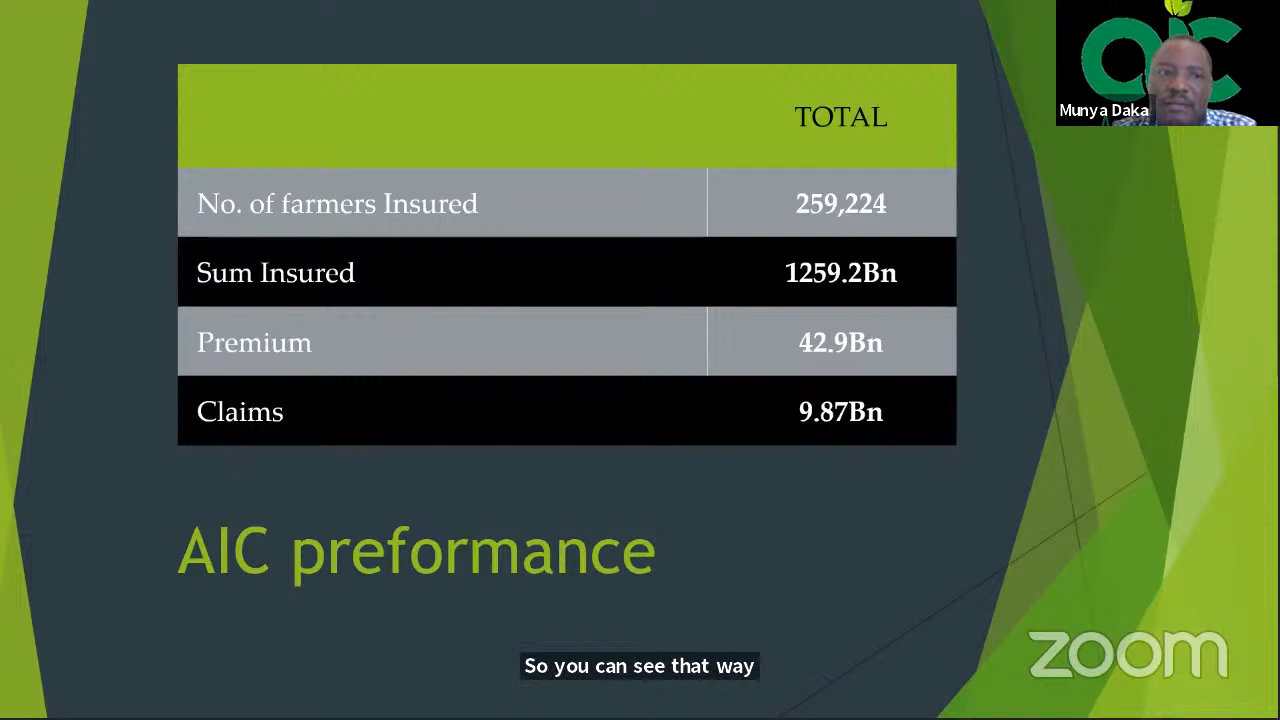 TOTAL
No. of farmers Insured 259,224
Sum Insured 1259.2Bn
Premium 42.9Bn
Claims 9.87Bn
AIC preformance
So you can see that way
aic
Munya Daka
zoom